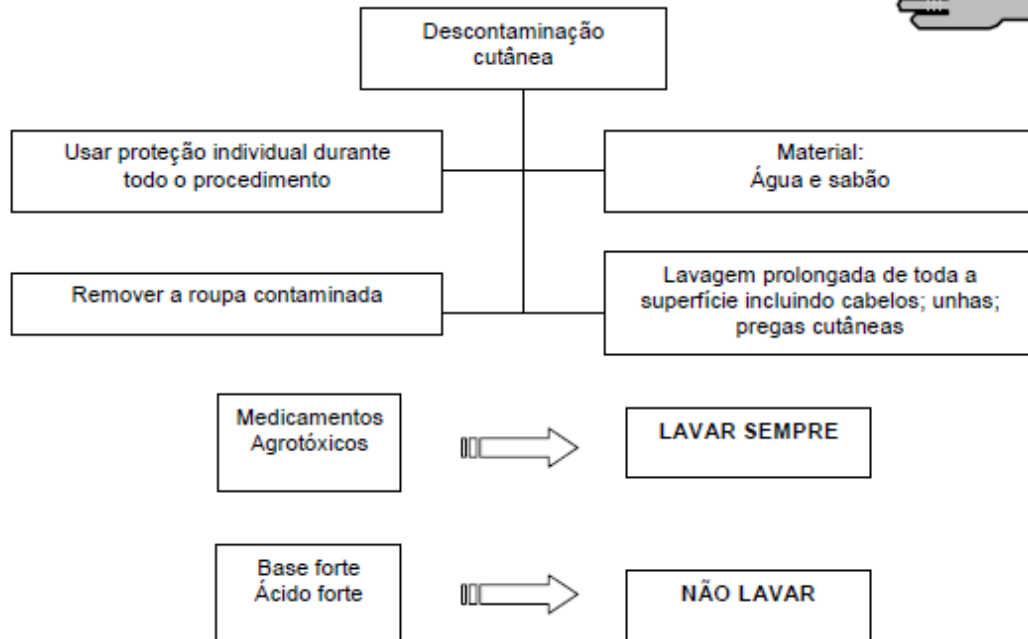 Descontaminação
cutânea
Usar proteção individual durante
todo o procedimento
Material:
Água e sabão
Remover a roupa contaminada
Lavagem prolongada de toda a
superfície incluindo cabelos; unhas;
pregas cutâneas
Medicamentos
Agrotóxicos
LAVAR SEMPRE
Base forte
Ácido forte
NÃO LAVAR